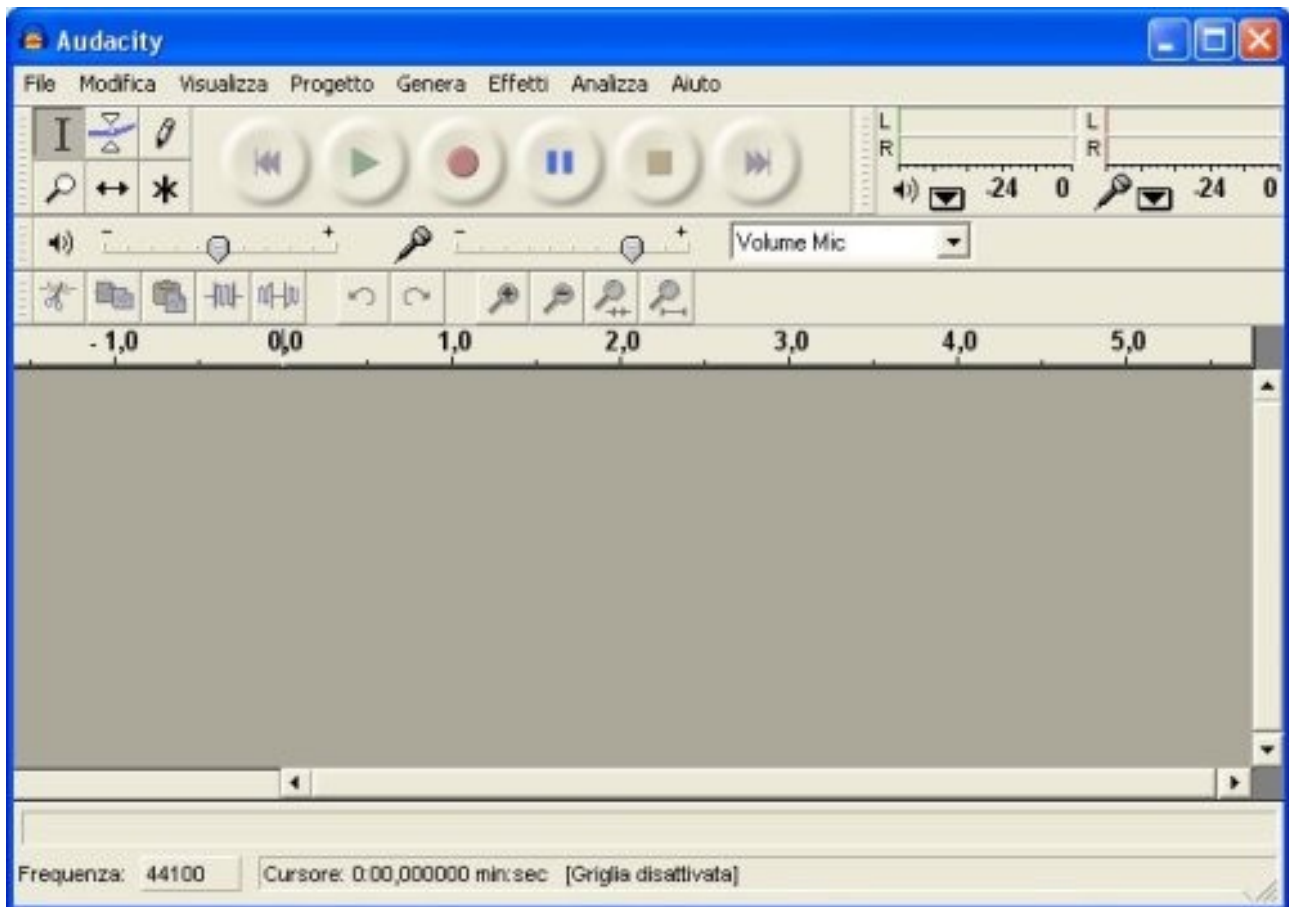 Audacity
File Modifica Visualizza Progetto Genera Effetti Analizza Aiuto
L L
R R
-24 0 -24 0
- + - + Volume Mic
- 1,0 0,0 1,0 2,0 3,0 4,0 5,0
Frequenza: 44100 Cursore: 0:00,000000 min:sec [Griglia disattivata]